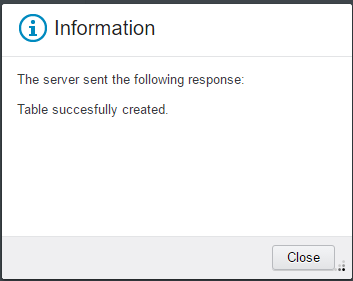 Information
The server sent the following response:
Table succesfully created.
Close